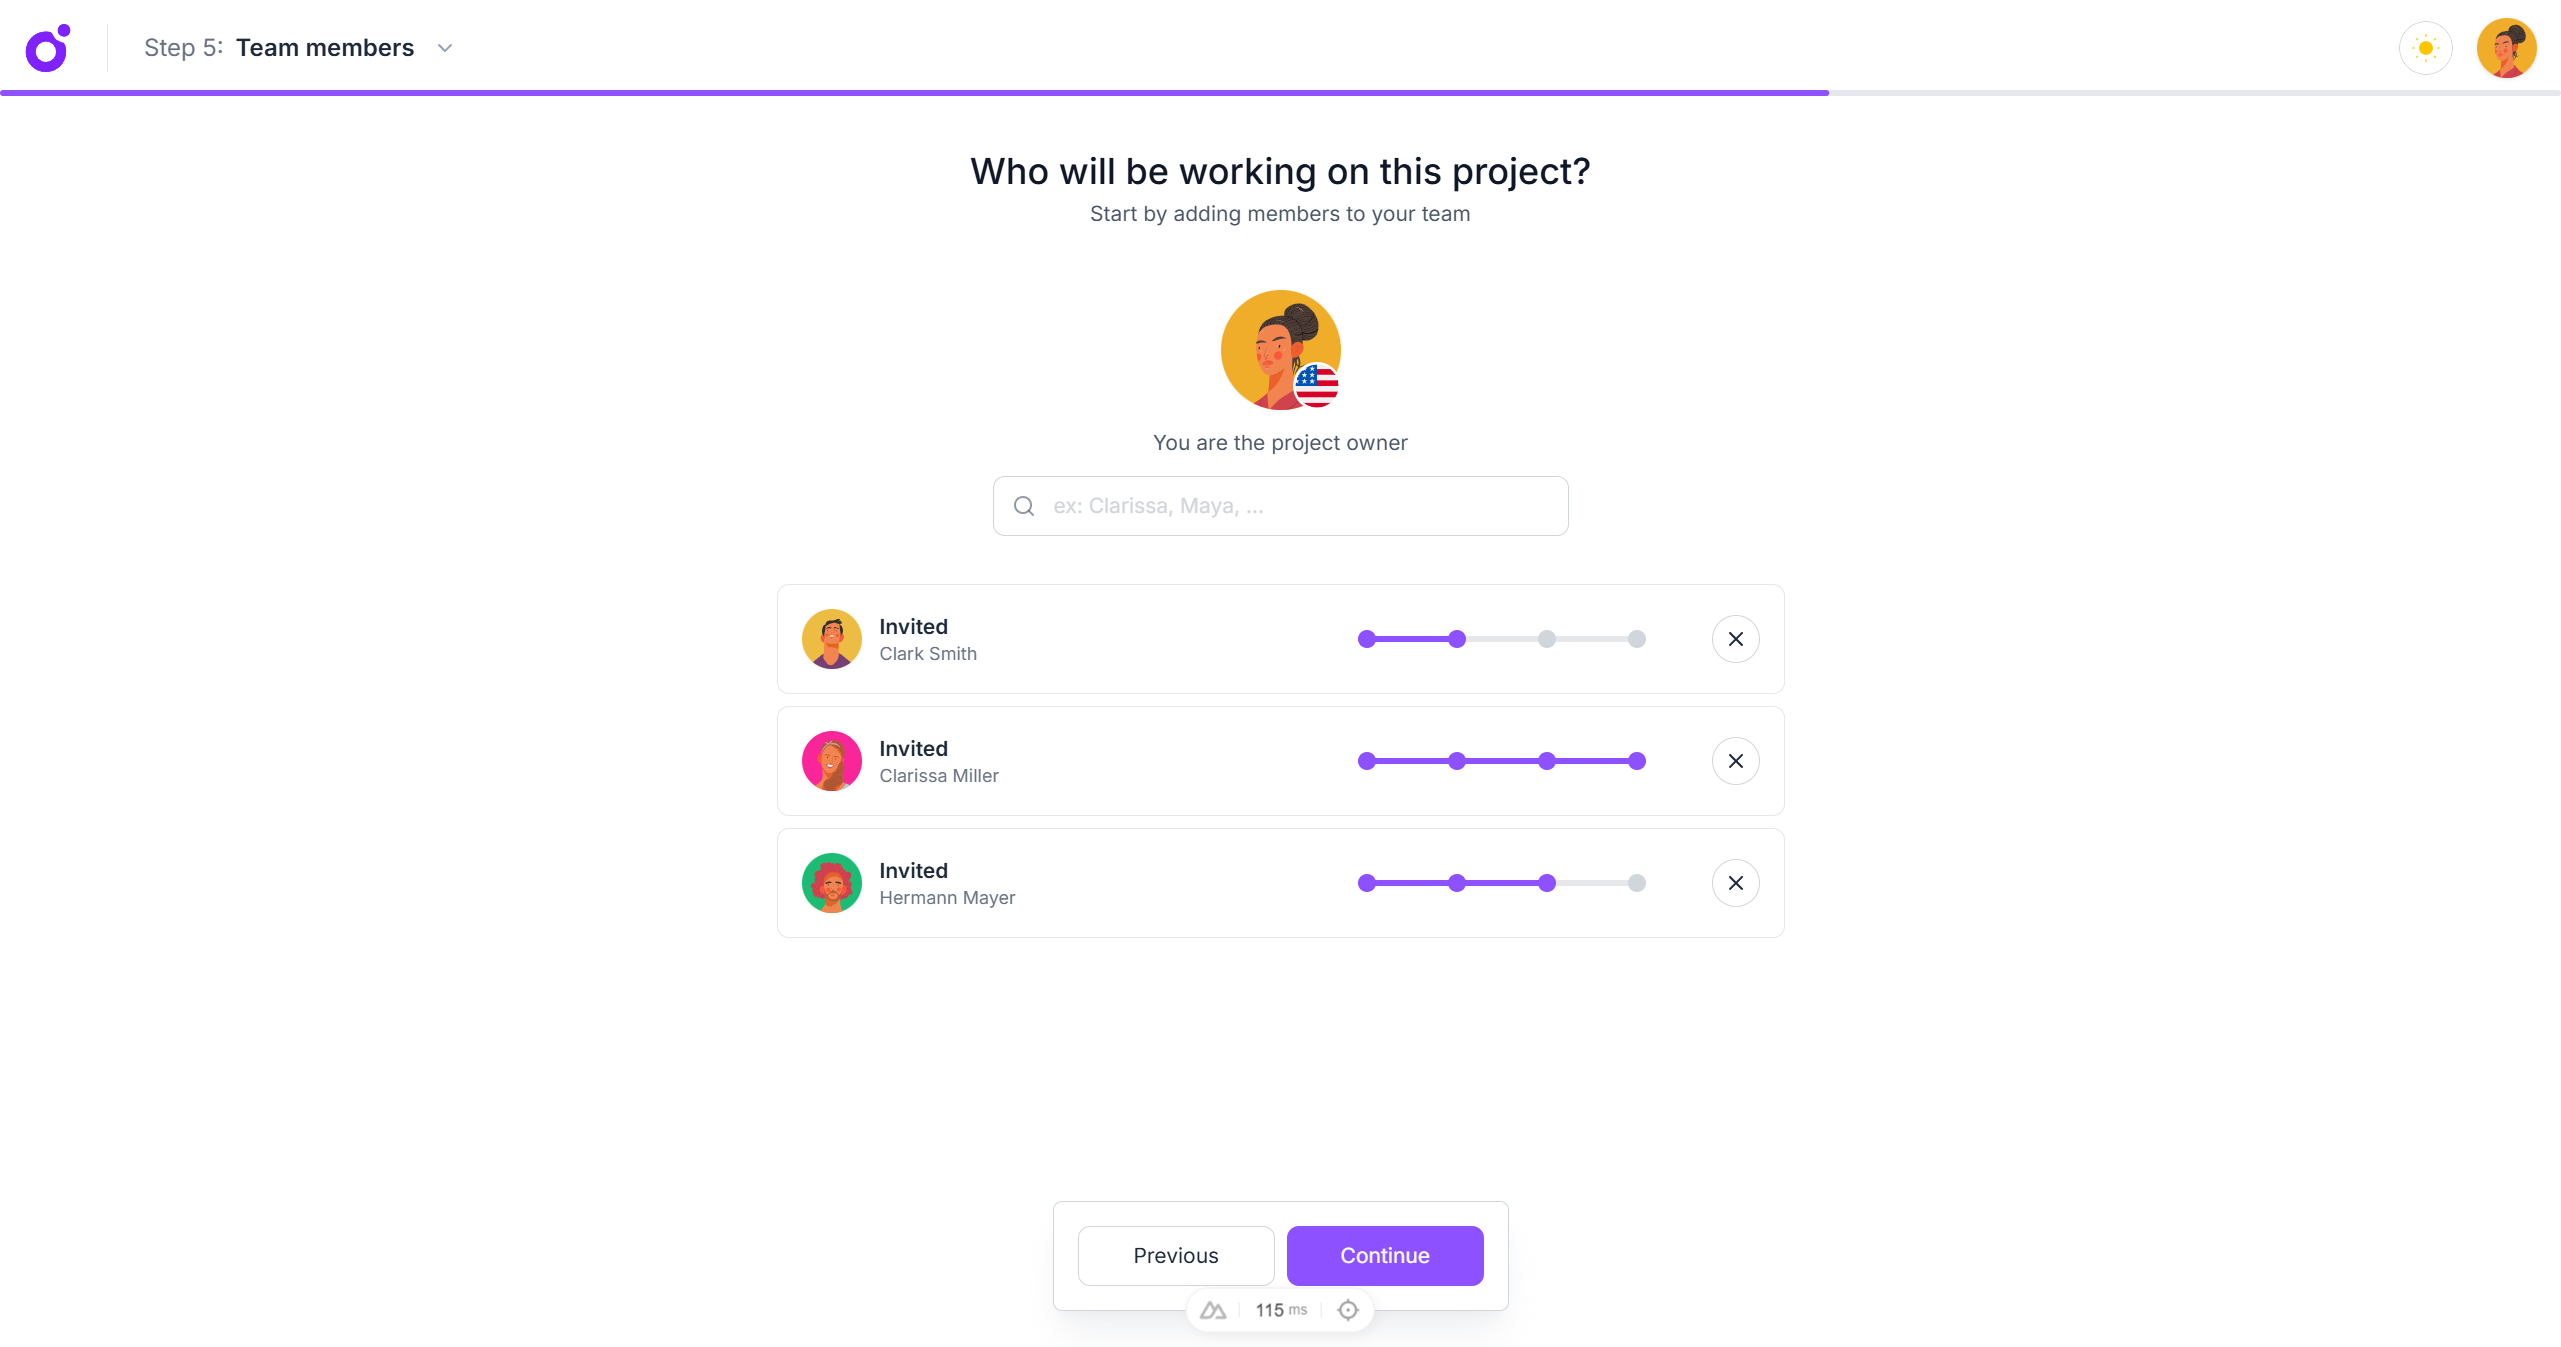 Step 5: Team members
Who will be working on this project?
Start by adding members to your team
You are the project owner
ex: Clarissa, Maya, ...
Invited
Clark Smith
Invited
Clarissa Miller
Invited
Hermann Mayer
Previous
Continue
115 ms